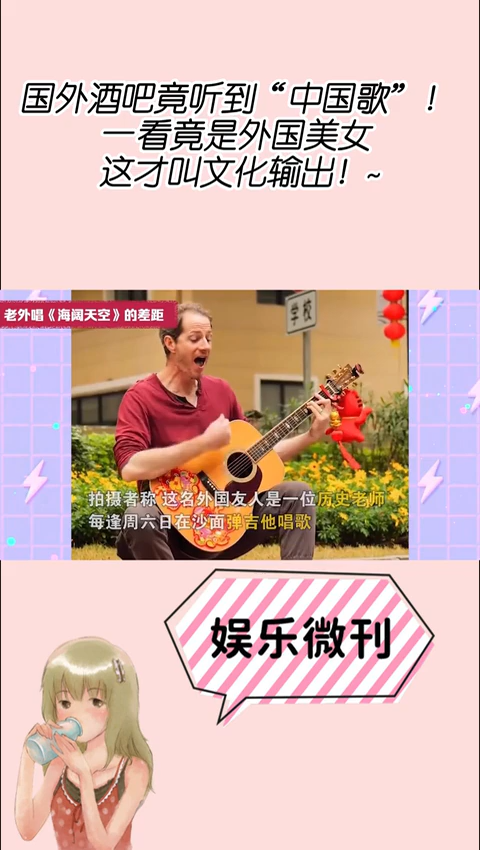 国外酒吧竟听到“中国歌”！
一看竟是外国美女
这才叫文化输出！~
老外唱《海阔天空》的差距
学校
拍摄者称 这名外国友人是一位历史老师
每逢周六日在沙面弹吉他唱歌
娱乐微刊